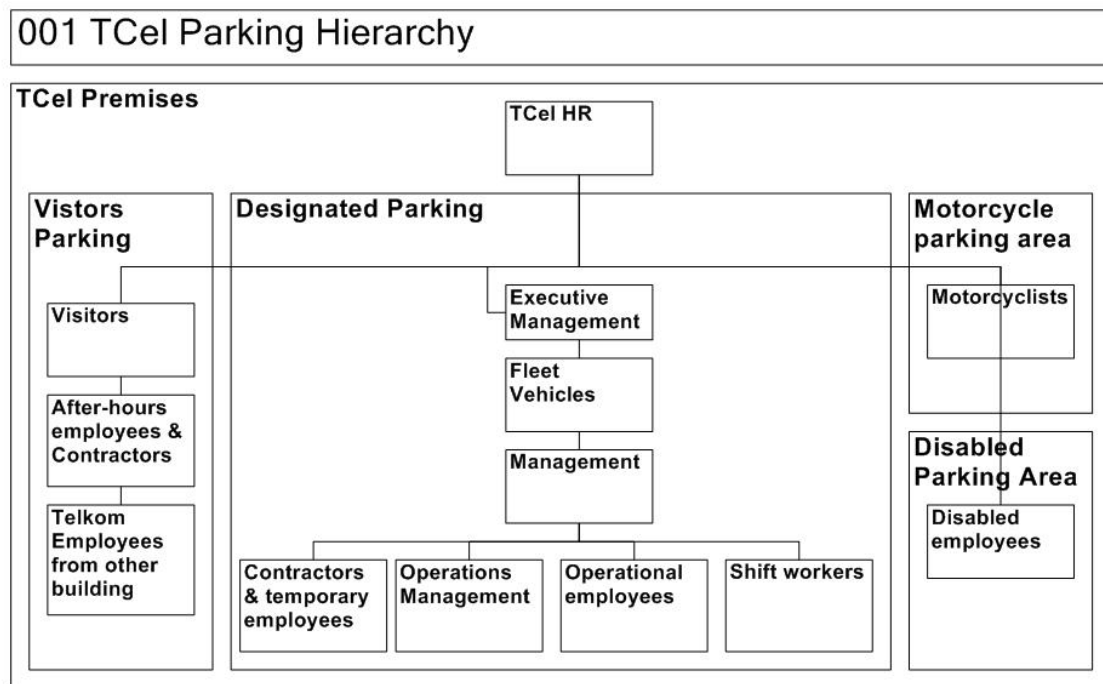 001 TCel Parking Hierarchy
TCel Premises
TCel HR
Vistors
Parking
Visitors
After-hours
employees &
Contractors
Telkom
Employees
from other
building
Designated Parking
Executive
Management
Fleet
Vehicles
Management
Contractors
& temporary
employees
Operations
Management
Operational
employees
Shift workers
Motorcycle
parking area
Motorcyclists
Disabled
Parking Area
Disabled
employees